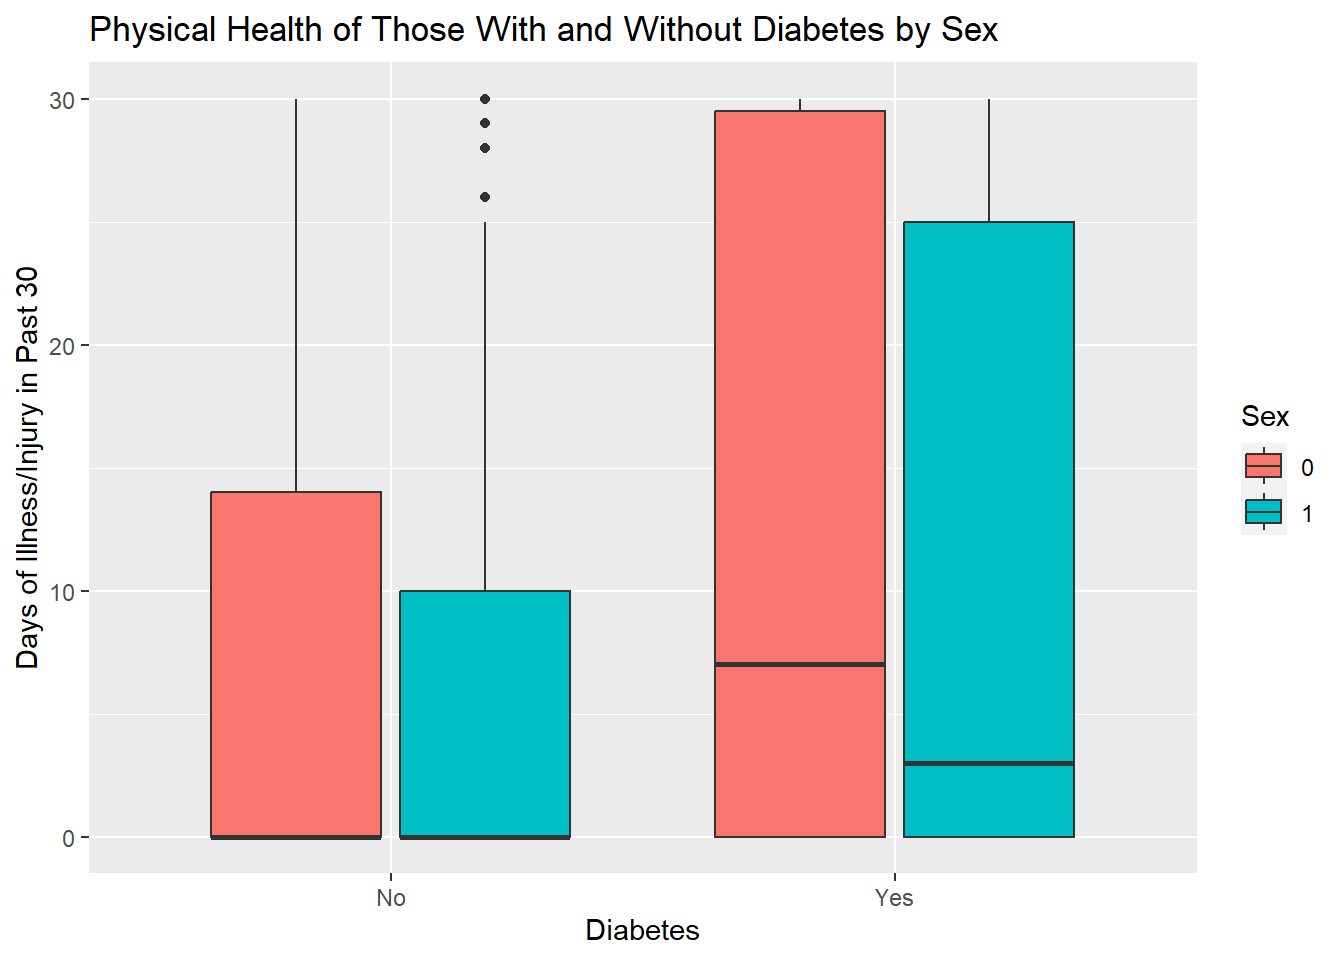 Physical Health of Those With and Without Diabetes by Sex
Days of Illness/Injury in Past 30
30
20
10
0
No
Yes
Diabetes
Sex
0
1